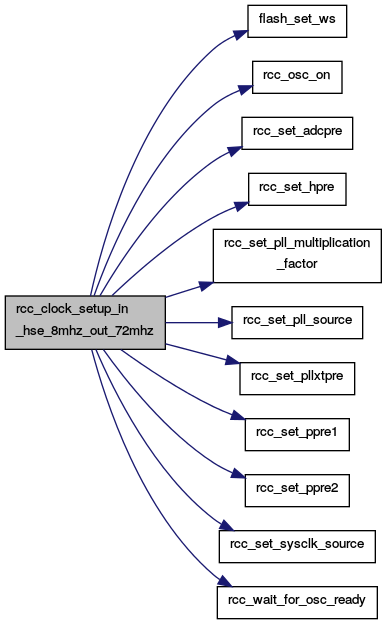 flash_set_ws
rcc_osc_on
rcc_set_adcpre
rcc_set_hpre
rcc_set_pll_multiplication
_factor
rcc_clock_setup_in
_hse_8mhz_out_72mhz
rcc_set_pll_source
rcc_set_pllxtpre
rcc_set_ppre1
rcc_set_ppre2
rcc_set_sysclk_source
rcc_wait_for_osc_ready